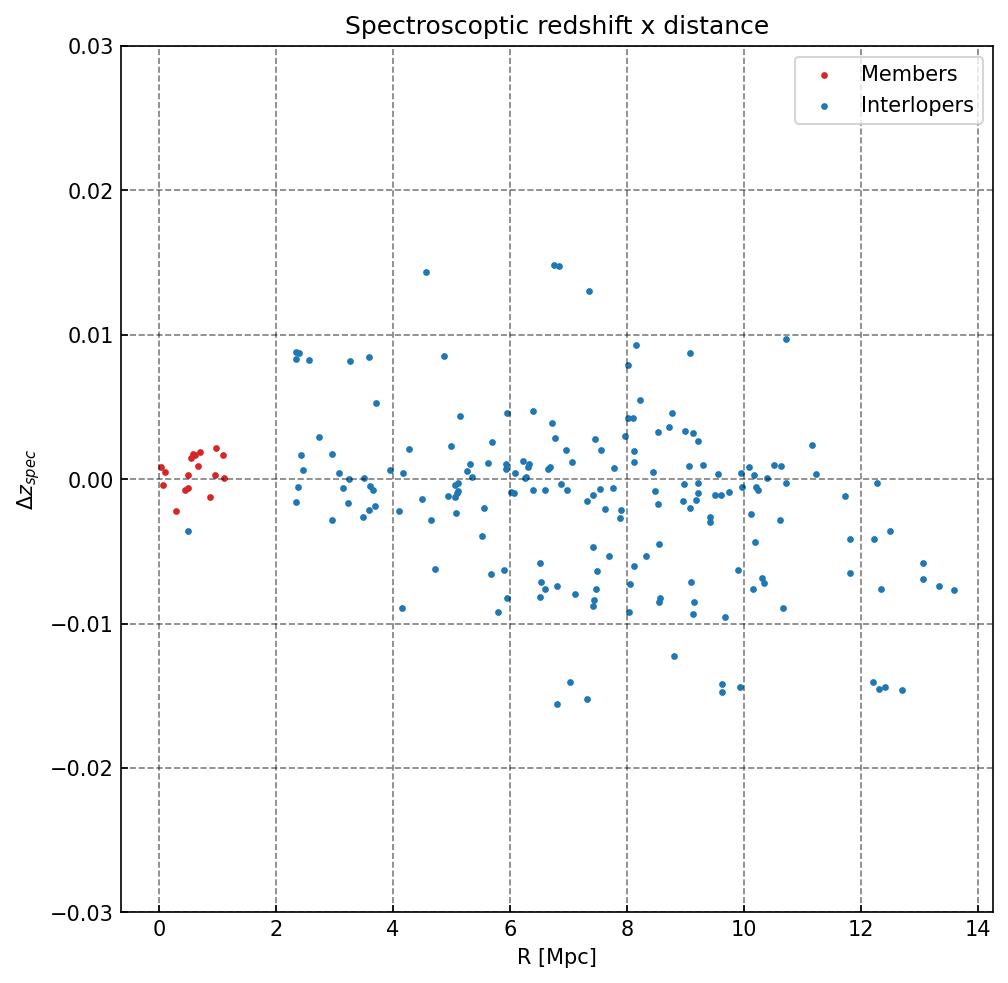 Spectroscoptic redshift x distance
Members
Interlopers
0.03
0.02
0.01
0.00
−0.01
−0.02
−0.03
Δz_spec
0 2 4 6 8 10 12 14
R [Mpc]